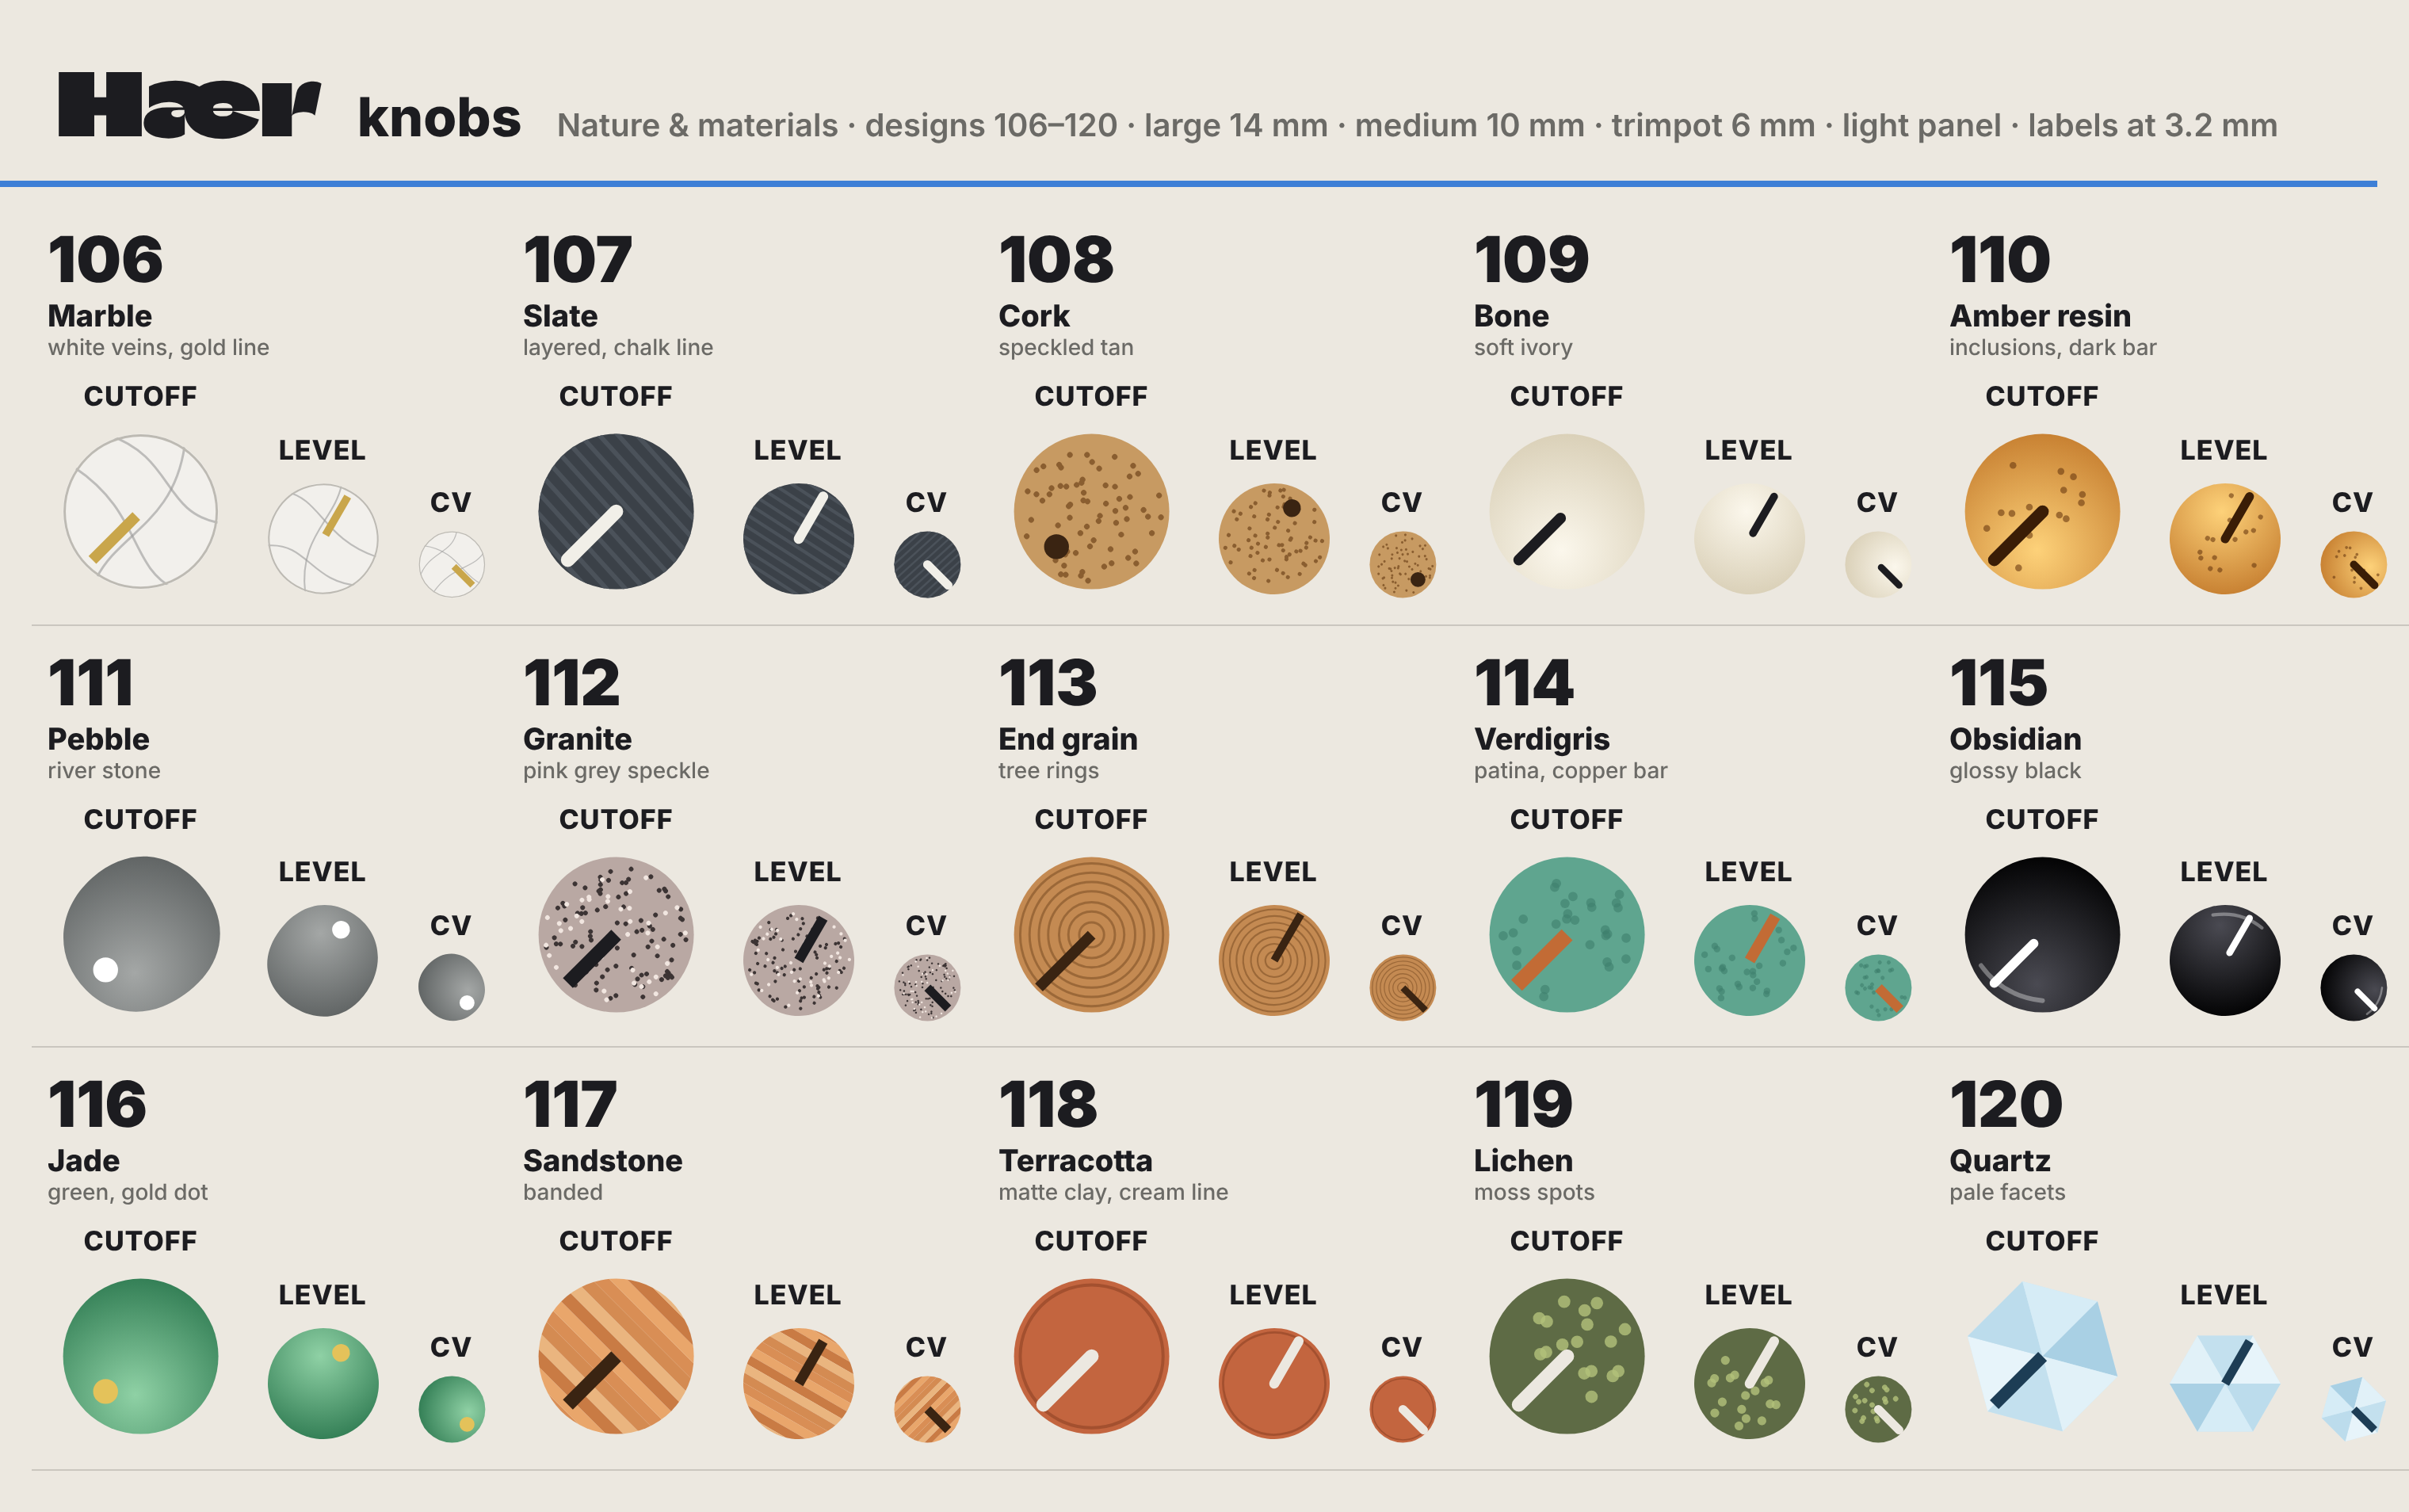 Hær knobs Nature & materials · designs 106–120 · large 14 mm · medium 10 mm · trimpot 6 mm · light panel · labels at 3.2 mm
106
Marble
white veins, gold line
CUTOFF
LEVEL
CV
107
Slate
layered, chalk line
CUTOFF
LEVEL
CV
108
Cork
speckled tan
CUTOFF
LEVEL
CV
109
Bone
soft ivory
CUTOFF
LEVEL
CV
110
Amber resin
inclusions, dark bar
CUTOFF
LEVEL
CV
111
Pebble
river stone
CUTOFF
LEVEL
CV
112
Granite
pink grey speckle
CUTOFF
LEVEL
CV
113
End grain
tree rings
CUTOFF
LEVEL
CV
114
Verdigris
patina, copper bar
CUTOFF
LEVEL
CV
115
Obsidian
glossy black
CUTOFF
LEVEL
CV
116
Jade
green, gold dot
CUTOFF
LEVEL
CV
117
Sandstone
banded
CUTOFF
LEVEL
CV
118
Terracotta
matte clay, cream line
CUTOFF
LEVEL
CV
119
Lichen
moss spots
CUTOFF
LEVEL
CV
120
Quartz
pale facets
CUTOFF
LEVEL
CV